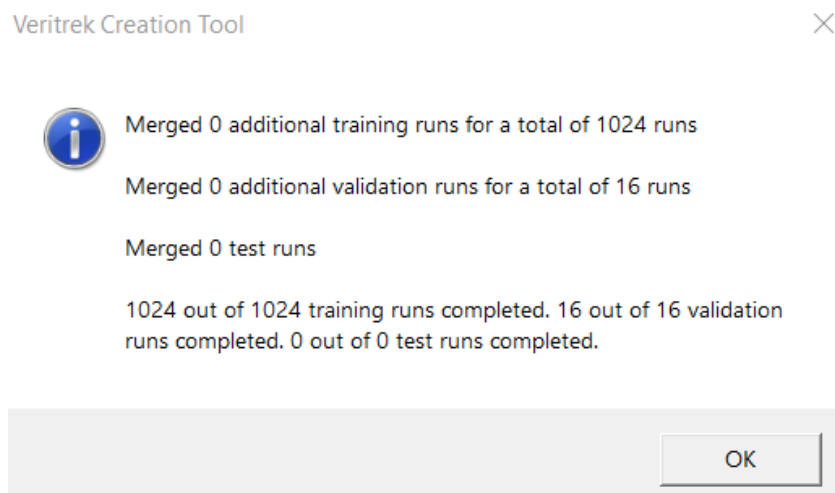 Veritrek Creation Tool
Merged 0 additional training runs for a total of 1024 runs
Merged 0 additional validation runs for a total of 16 runs
Merged 0 test runs
1024 out of 1024 training runs completed. 16 out of 16 validation
runs completed. 0 out of 0 test runs completed.
OK